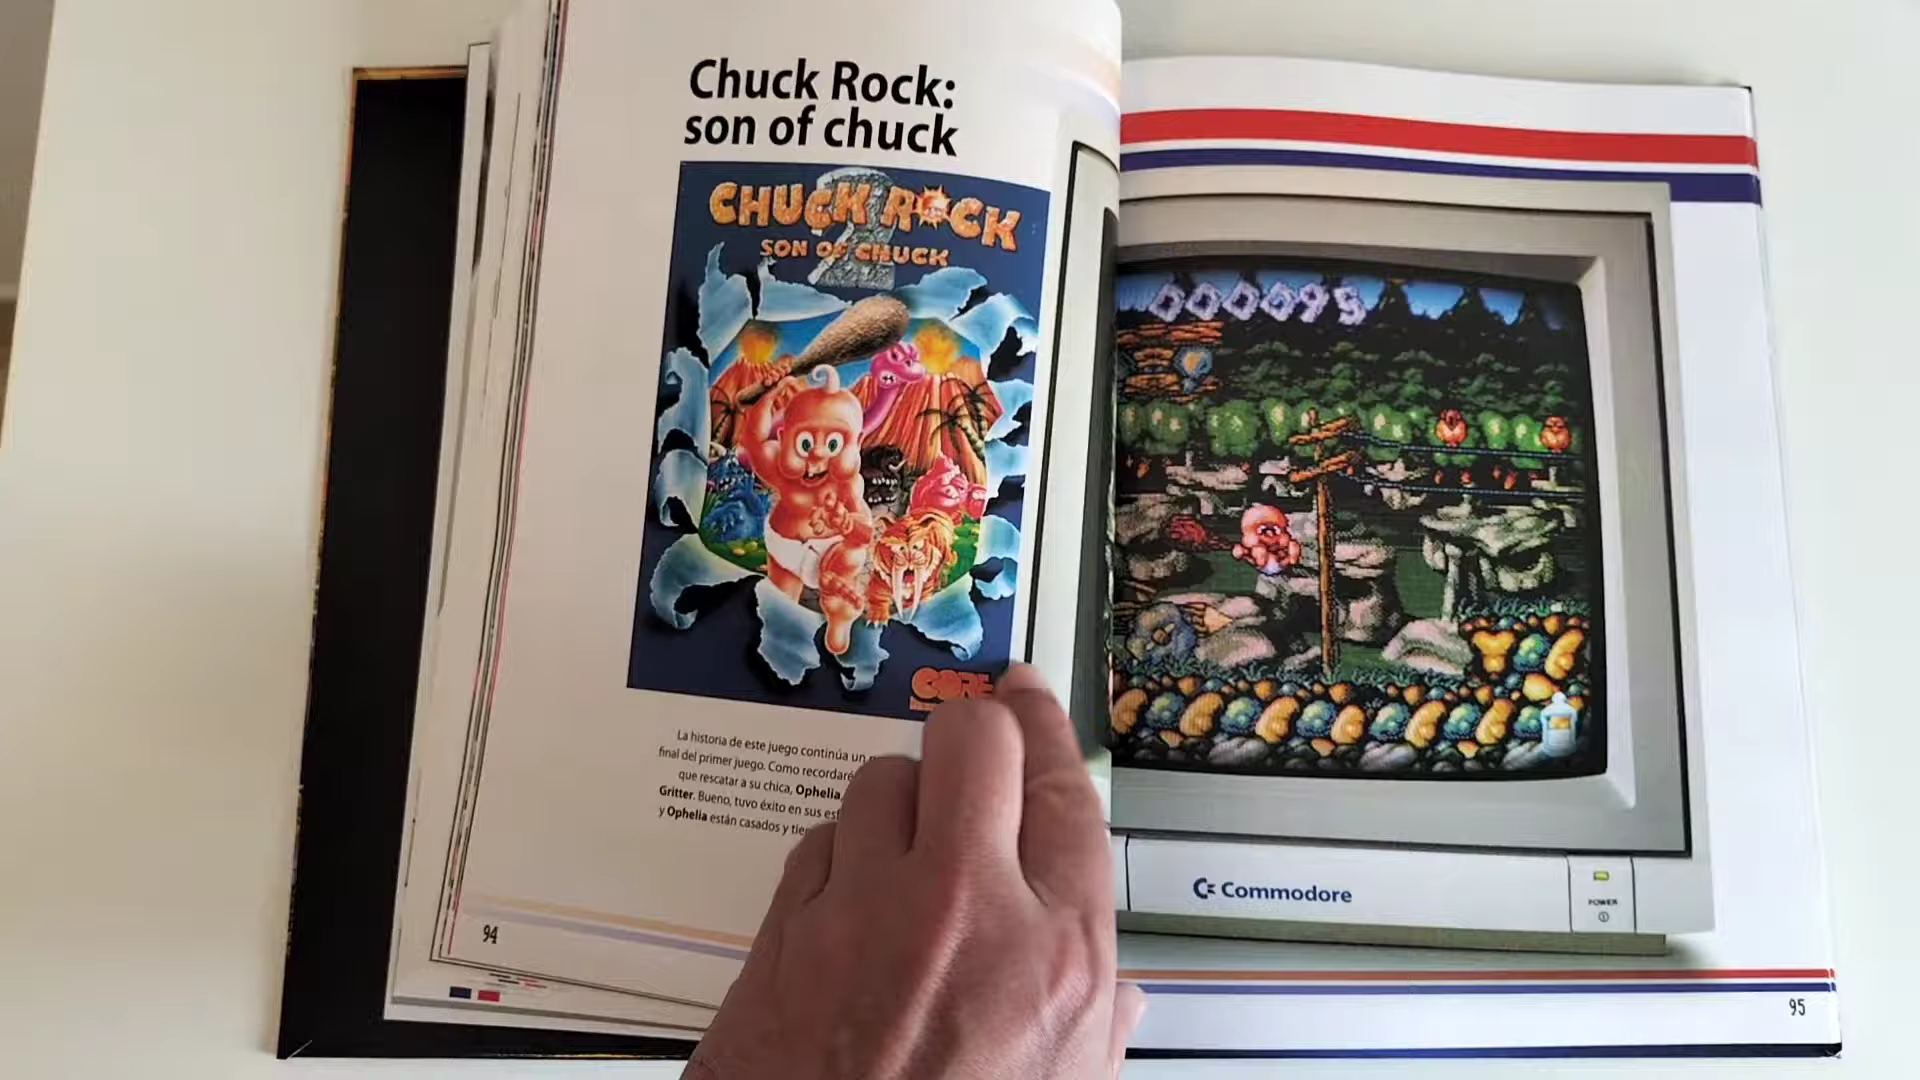 Chuck Rock:
son of chuck
CHUCK ROCK
2
SON OF CHUCK
CORE
La historia de este juego continúa un
final del primer juego. Como recordaré
que rescatar a su chica, Ophelia,
Gritter. Bueno, tuvo éxito en sus
y Ophelia están casados y
94
000095
Commodore
POWER
95